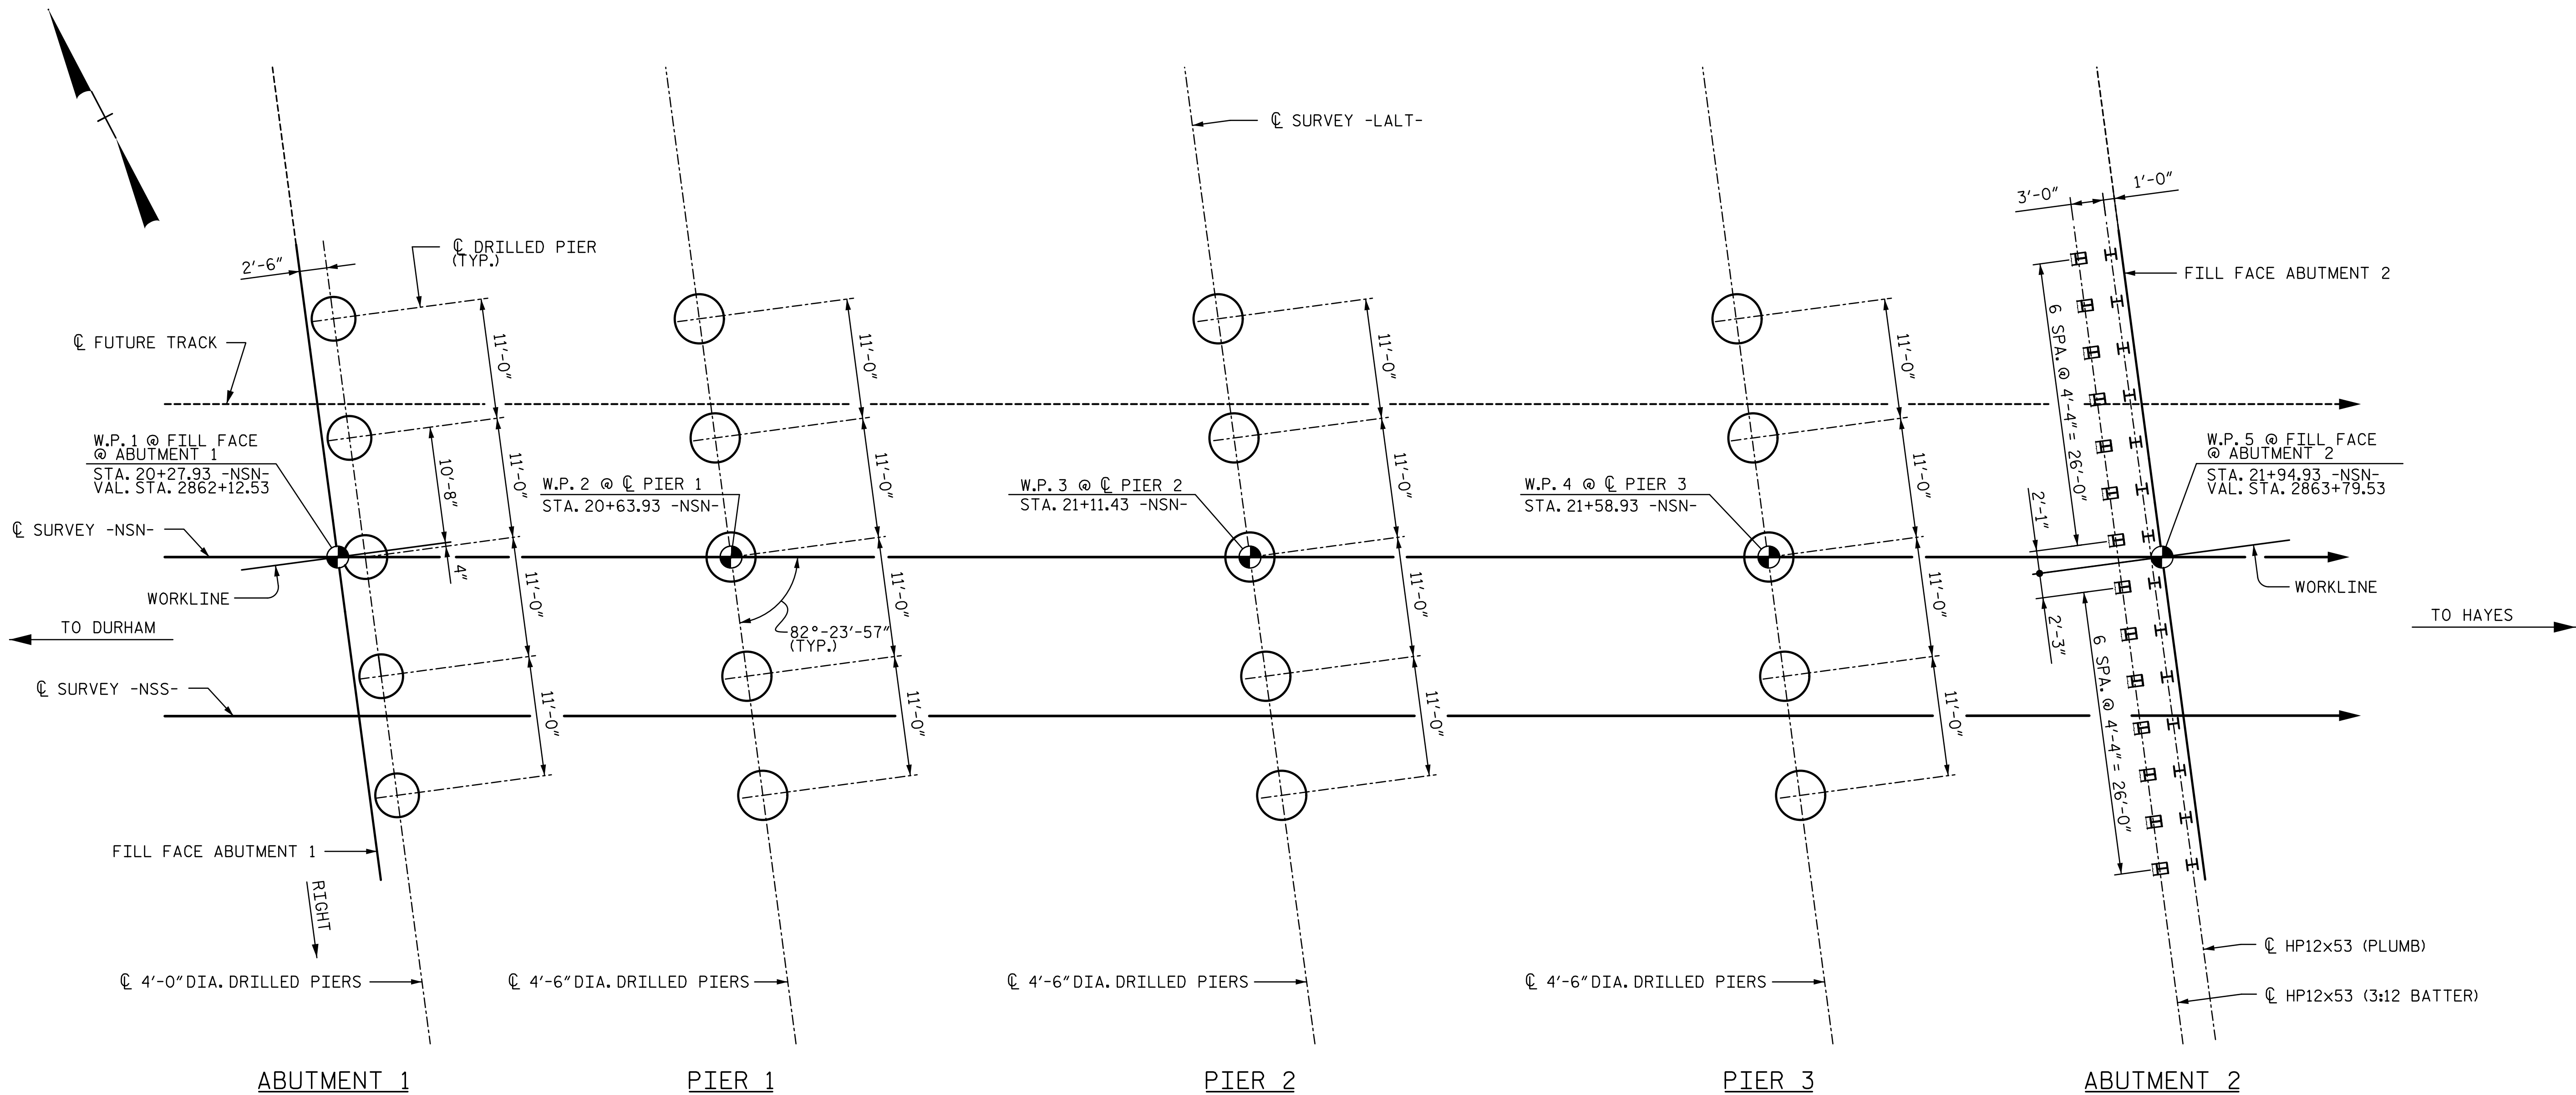 ℄ SURVEY -LALT-
3'-0"
1'-0"
2'-6"
℄ DRILLED PIER
(TYP.)
FILL FACE ABUTMENT 2
℄ FUTURE TRACK
11'-0"
11'-0"
11'-0"
11'-0"
6 SPA. @ 4'-4" = 26'-0"
W.P. 1 @ FILL FACE
@ ABUTMENT 1
STA. 20+27.93 -NSN-
VAL. STA. 2862+12.53
10'-8"
11'-0"
W.P. 2 @ ℄ PIER 1
STA. 20+63.93 -NSN-
11'-0"
W.P. 3 @ ℄ PIER 2
STA. 21+11.43 -NSN-
11'-0"
W.P. 4 @ ℄ PIER 3
STA. 21+58.93 -NSN-
11'-0"
W.P. 5 @ FILL FACE
@ ABUTMENT 2
STA. 21+94.93 -NSN-
VAL. STA. 2863+79.53
2'-1"
℄ SURVEY -NSN-
4"
WORKLINE
11'-0"
11'-0"
11'-0"
11'-0"
WORKLINE
82°-23'-57"
(TYP.)
2'-3"
TO DURHAM
TO HAYES
℄ SURVEY -NSS-
11'-0"
11'-0"
11'-0"
11'-0"
6 SPA. @ 4'-4" = 26'-0"
FILL FACE ABUTMENT 1
RIGHT
℄ HP12x53 (PLUMB)
℄ 4'-0" DIA. DRILLED PIERS
℄ 4'-6" DIA. DRILLED PIERS
℄ 4'-6" DIA. DRILLED PIERS
℄ 4'-6" DIA. DRILLED PIERS
℄ HP12x53 (3:12 BATTER)
ABUTMENT 1
PIER 1
PIER 2
PIER 3
ABUTMENT 2